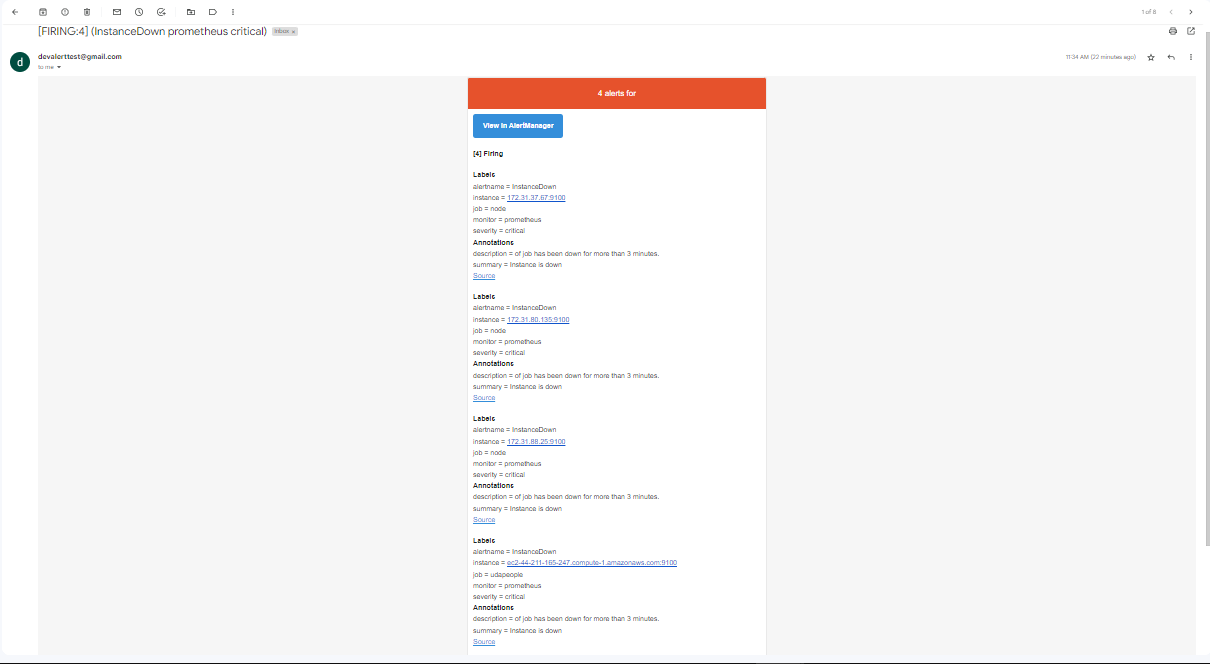 1 of 8
[FIRING:4] (InstanceDown prometheus critical) Inbox x
d
devalerttest@gmail.com
11:34 AM (22 minutes ago)
to me
4 alerts for
View In AlertManager
[4] Firing
Labels
alertname = InstanceDown
instance = 172.31.37.67:9100
job = node
monitor = prometheus
severity = critical
Annotations
description = of job has been down for more than 3 minutes.
summary = Instance is down
Source
Labels
alertname = InstanceDown
instance = 172.31.80.135:9100
job = node
monitor = prometheus
severity = critical
Annotations
description = of job has been down for more than 3 minutes.
summary = Instance is down
Source
Labels
alertname = InstanceDown
instance = 172.31.88.25:9100
job = node
monitor = prometheus
severity = critical
Annotations
description = of job has been down for more than 3 minutes.
summary = Instance is down
Source
Labels
alertname = InstanceDown
instance = ec2-44-211-165-247.compute-1.amazonaws.com:9100
job = udapeople
monitor = prometheus
severity = critical
Annotations
description = of job has been down for more than 3 minutes.
summary = Instance is down
Source